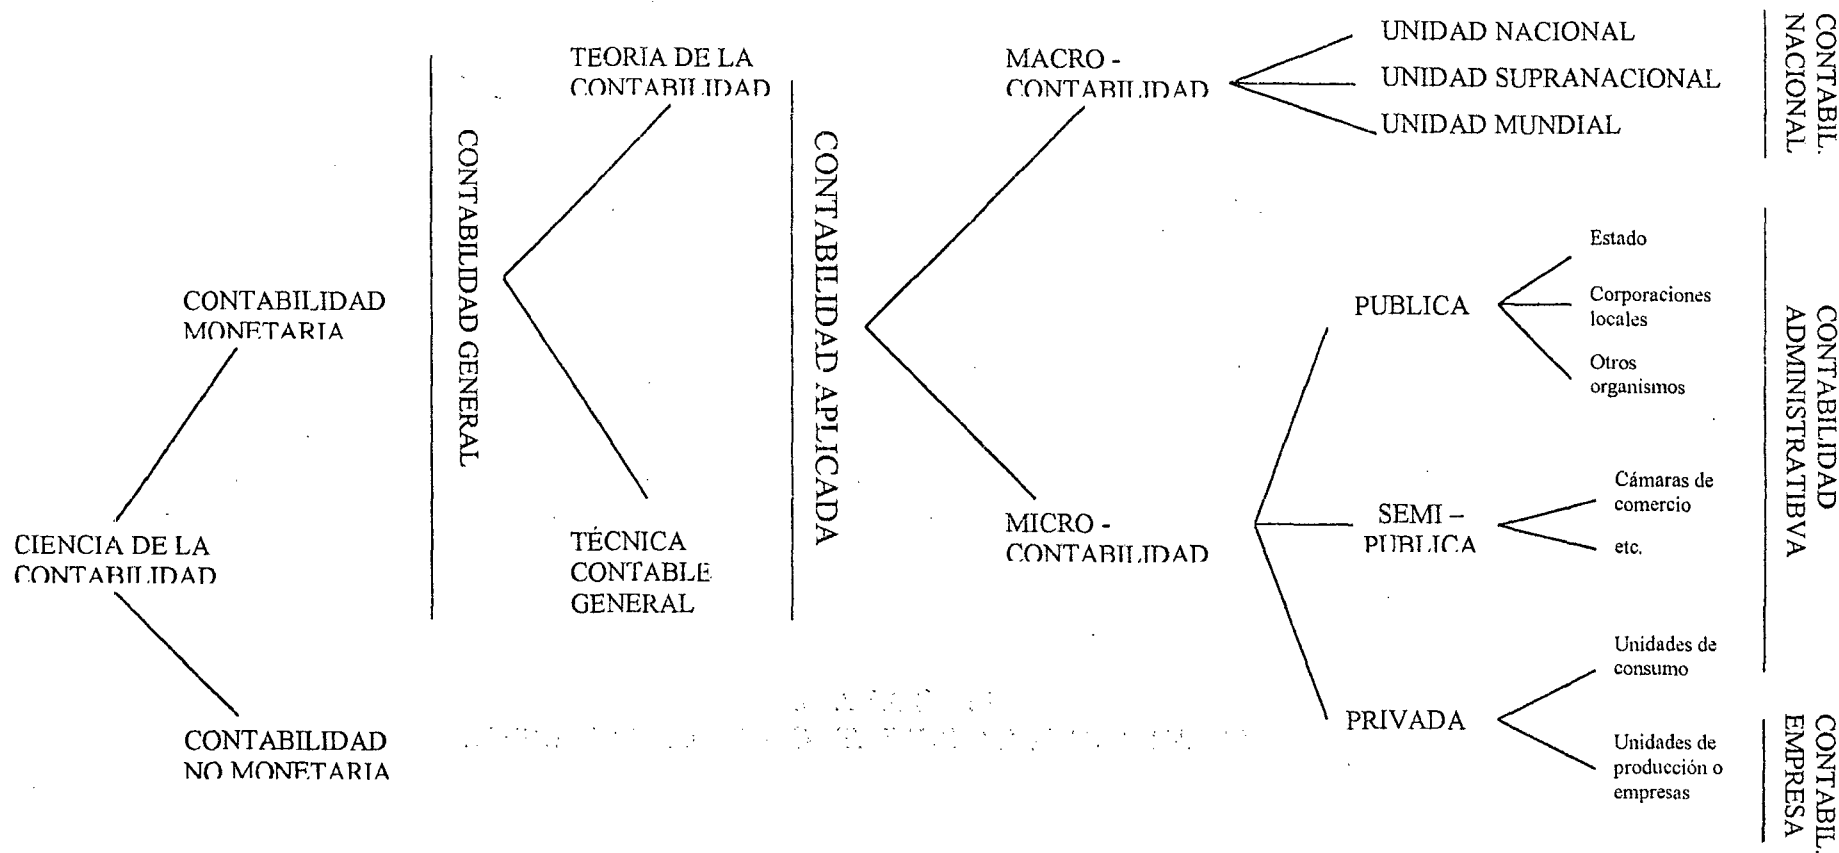 CIENCIA DE LA
CONTABILIDAD
CONTABILIDAD
MONETARIA
CONTABILIDAD
NO MONETARIA
CONTABILIDAD GENERAL
TEORIA DE LA
CONTABILIDAD
TÉCNICA
CONTABLE
GENERAL
CONTABILIDAD APLICADA
MACRO -
CONTABILIDAD
MICRO -
CONTABILIDAD
UNIDAD NACIONAL
UNIDAD SUPRANACIONAL
UNIDAD MUNDIAL
PUBLICA
Estado
Corporaciones
locales
Otros
organismos
SEMI –
PUBLICA
Cámaras de
comercio
etc.
PRIVADA
Unidades de
consumo
Unidades de
producción o
empresas
CONTABIL.
NACIONAL
CONTABILIDAD
ADMINISTRATIBVA
CONTABIL.
EMPRESA